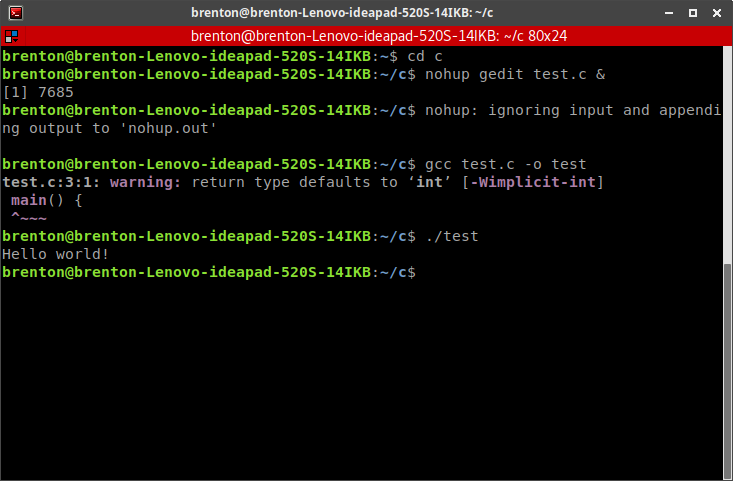 brenton@brenton-Lenovo-ideapad-520S-14IKB: ~/c
brenton@brenton-Lenovo-ideapad-520S-14IKB: ~/c 80x24
brenton@brenton-Lenovo-ideapad-520S-14IKB:~$ cd c
brenton@brenton-Lenovo-ideapad-520S-14IKB:~/c$ nohup gedit test.c &
[1] 7685
brenton@brenton-Lenovo-ideapad-520S-14IKB:~/c$ nohup: ignoring input and appendi
ng output to 'nohup.out'

brenton@brenton-Lenovo-ideapad-520S-14IKB:~/c$ gcc test.c -o test
test.c:3:1: warning: return type defaults to ‘int’ [-Wimplicit-int]
 main() {
 ^~~~
brenton@brenton-Lenovo-ideapad-520S-14IKB:~/c$ ./test
Hello world!
brenton@brenton-Lenovo-ideapad-520S-14IKB:~/c$